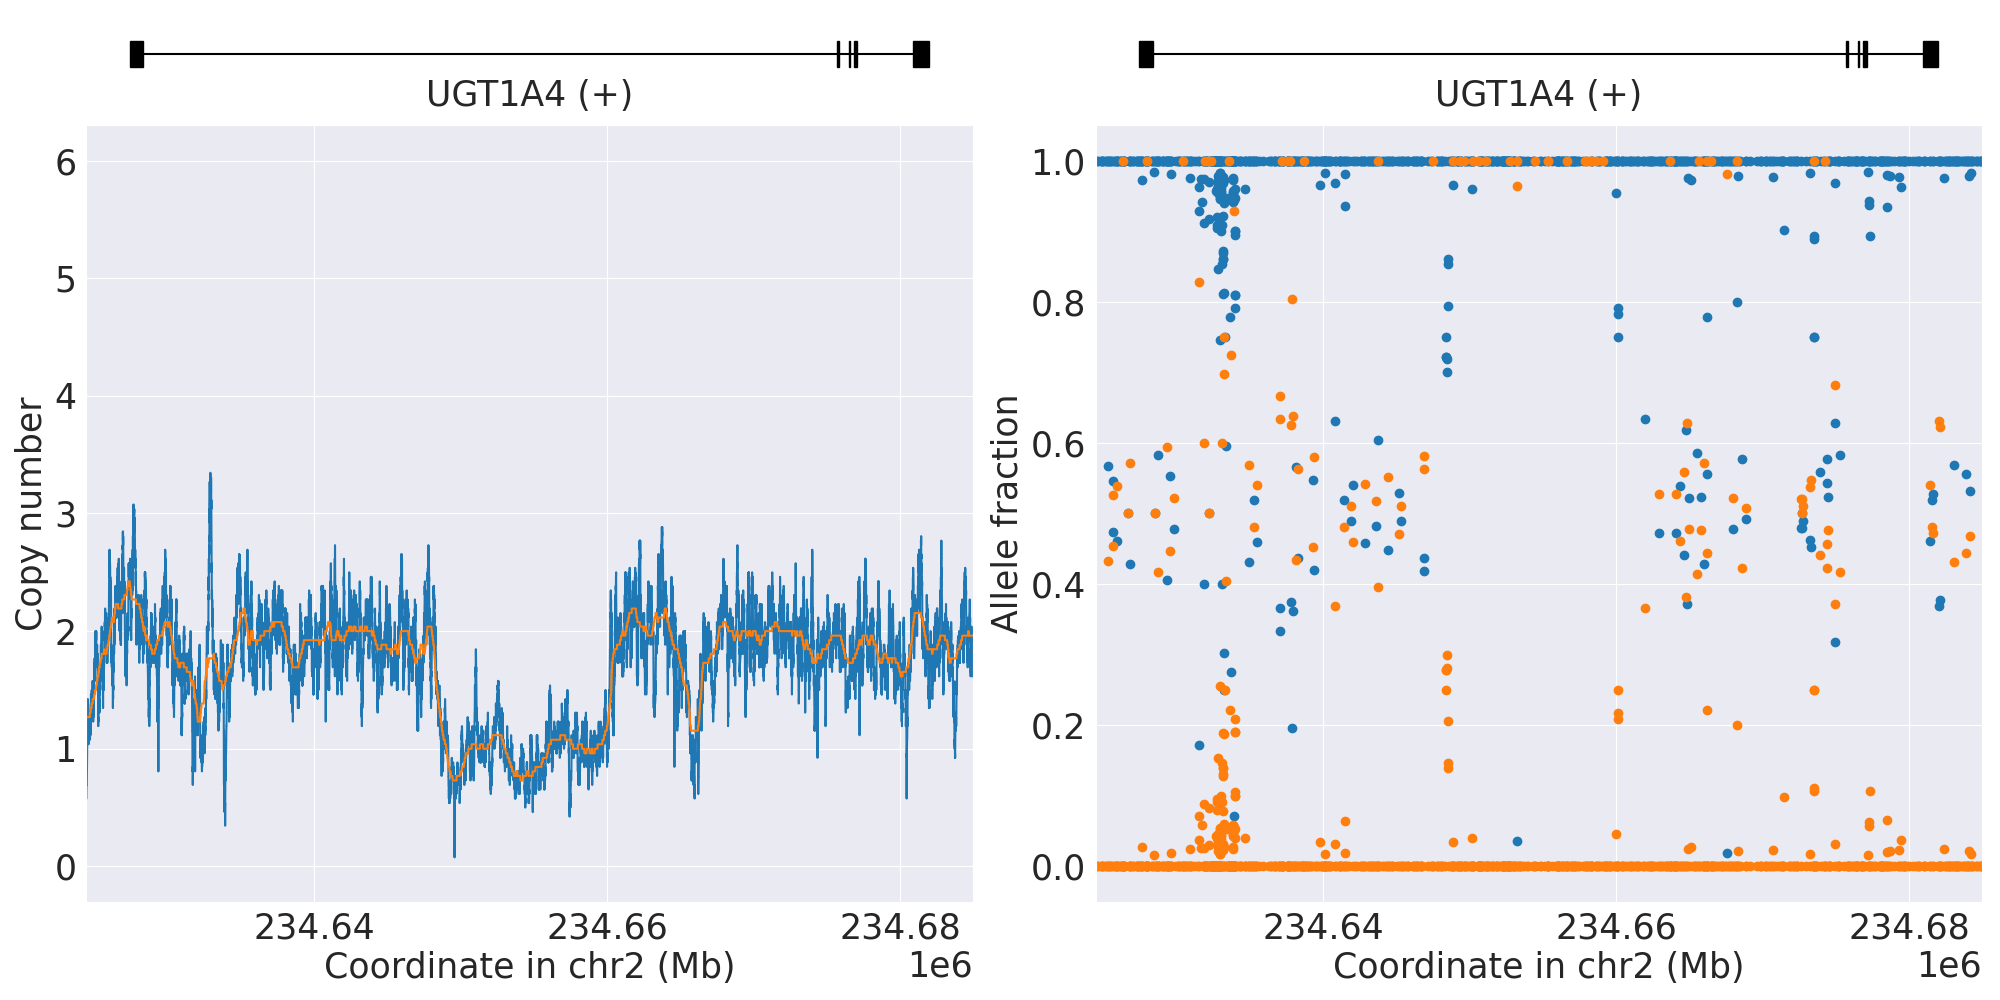 UGT1A4 (+)
6
5
4
3
2
1
0
Copy number
234.64 234.66 234.68
1e6
Coordinate in chr2 (Mb)
UGT1A4 (+)
1.0
0.8
0.6
0.4
0.2
0.0
Allele fraction
234.64 234.66 234.68
1e6
Coordinate in chr2 (Mb)